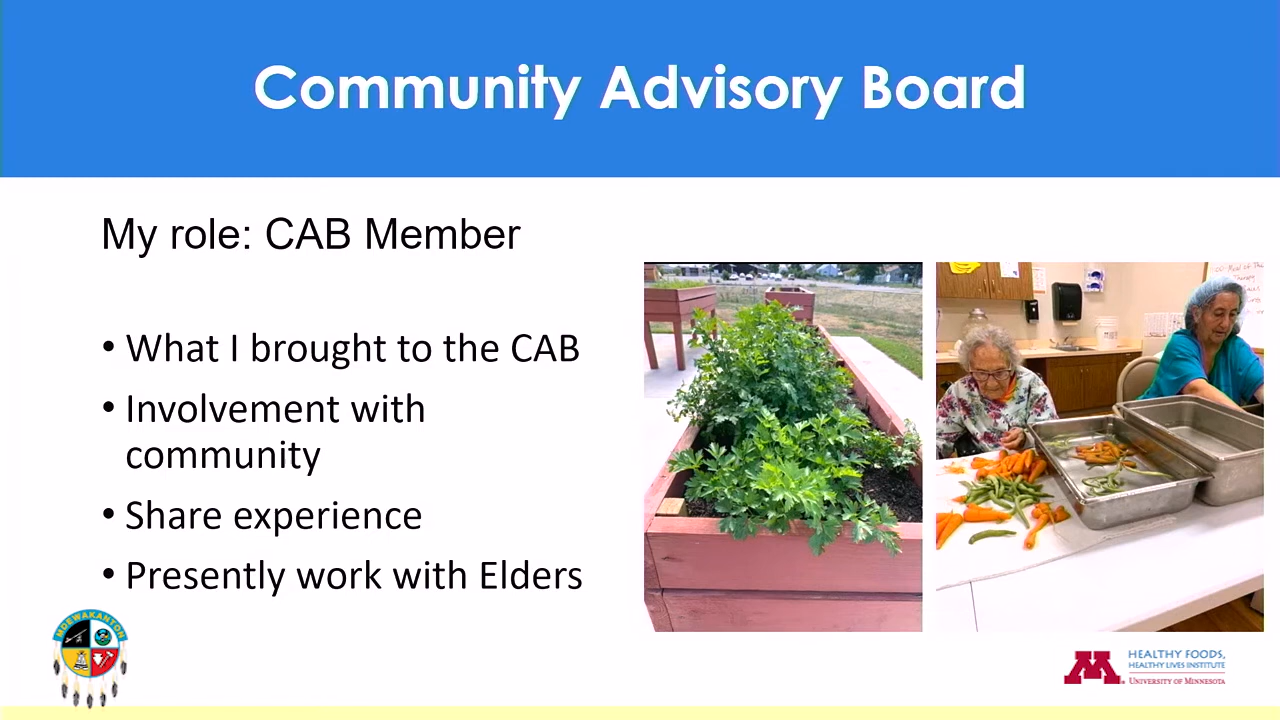 Community Advisory Board
My role: CAB Member
• What I brought to the CAB
• Involvement with
community
• Share experience
• Presently work with Elders
MDEWAKANTON
M
HEALTHY FOODS,
HEALTHY LIVES INSTITUTE
UNIVERSITY OF MINNESOTA